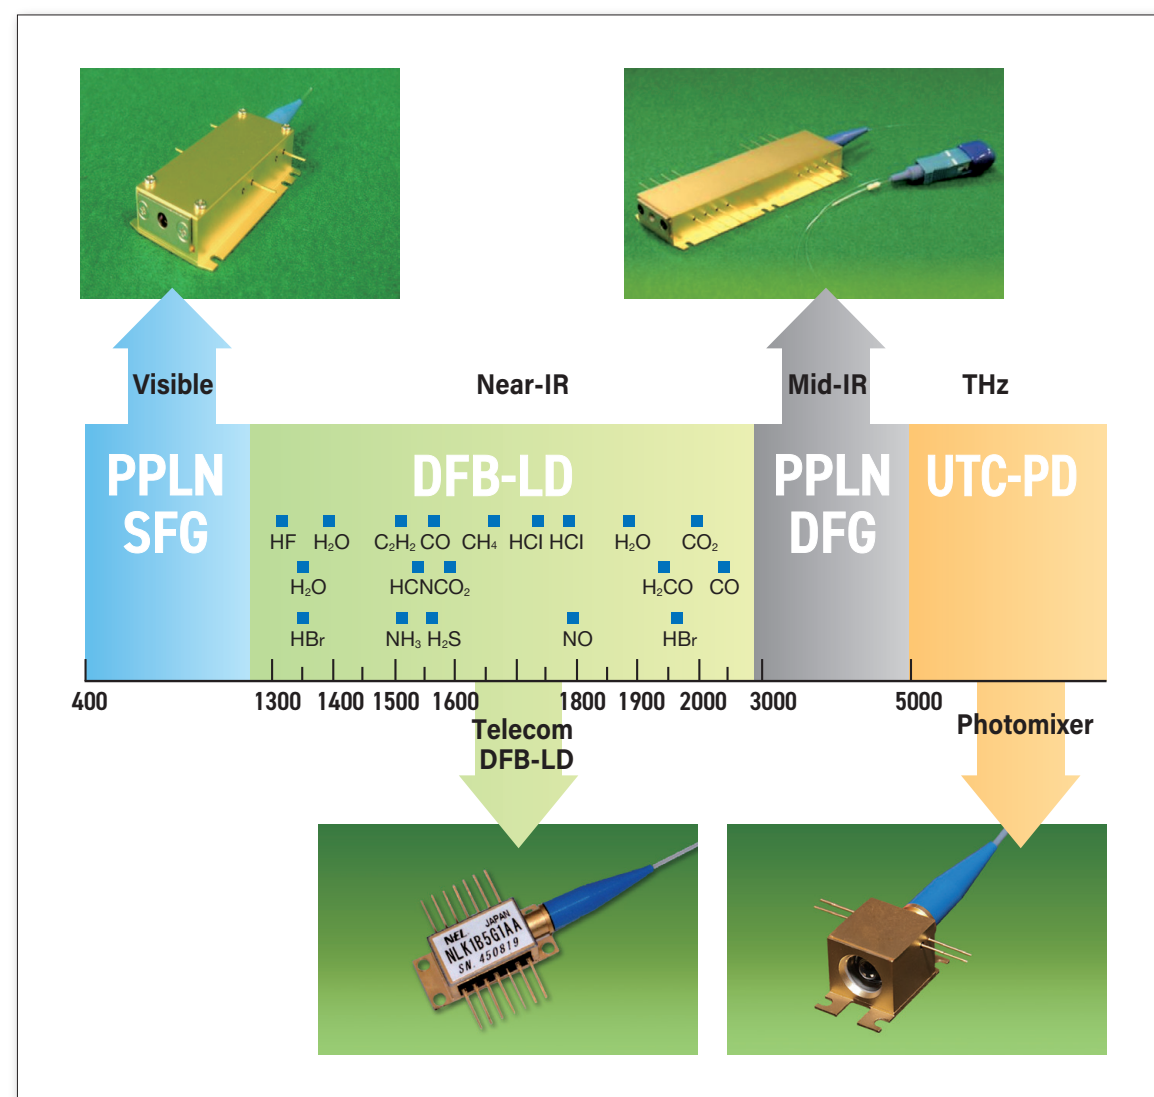 Visible
Near-IR
Mid-IR
THz
PPLN
SFG
DFB-LD
PPLN
DFG
UTC-PD
HF H₂O C₂H₂ CO CH₄ HCl HCl H₂O CO₂
H₂O HCN CO₂ H₂CO CO
HBr NH₃ H₂S NO HBr
400 1300 1400 1500 1600 1800 1900 2000 3000 5000
Telecom
DFB-LD
Photomixer
NEL JAPAN
NLK1B5G1AA
SN. 450819